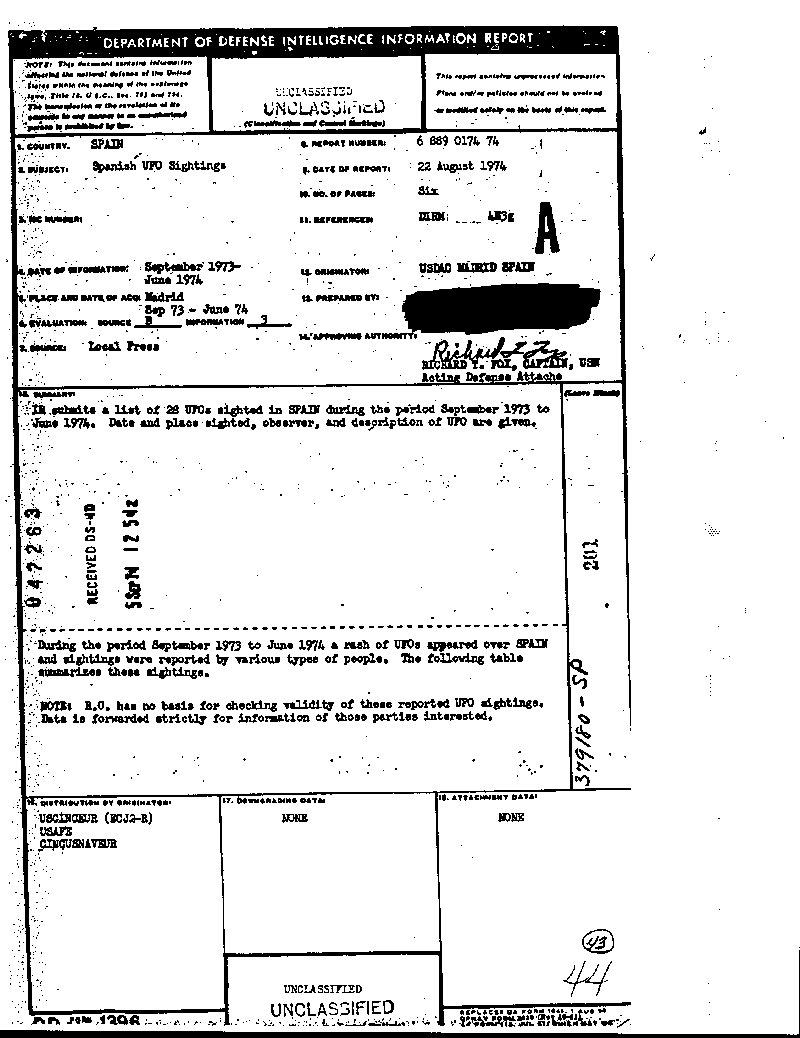 DEPARTMENT OF DEFENSE INTELLIGENCE INFORMATION REPORT
NOTE: This document contains information
affecting the national defense of the United
States within the meaning of the espionage
laws, Title 18, U.S.C., Sec. 793 and 794.
The transmission or the revelation of its
contents in any manner to an unauthorized
person is prohibited by law.
UNCLASSIFIED
UNCLASSIFIED
(Classification and Control Markings)
This report contains unprocessed information.
Plans and/or policies should not be evolved
or modified solely on the basis of this report.
1. COUNTRY: SPAIN
2. SUBJECT: Spanish UFO Sightings
3. ISC NUMBER:
4. DATE OF INFORMATION: September 1973-
June 1974
5. PLACE AND DATE OF ACQ: Madrid
Sep 73 - June 74
6. EVALUATION: SOURCE B INFORMATION 3
7. SOURCE: Local Press
8. REPORT NUMBER: 6 889 0174 74
9. DATE OF REPORT: 22 August 1974
10. NO. OF PAGES: Six
11. REFERENCES: DIRM: 4E3g
A
12. ORIGINATOR: USDAO MADRID SPAIN
13. PREPARED BY:
14. APPROVING AUTHORITY:
RICHARD T. FOX, CAPTAIN, USN
Acting Defense Attache
15. SUMMARY:
(Leave Blank)
IR submits a list of 28 UFOs sighted in SPAIN during the period September 1973 to
June 1974. Date and place sighted, observer, and description of UFO are given.
047263
RECEIVED DS-4D
5 SEP 74 12 54z
201
379180-SP
During the period September 1973 to June 1974 a rash of UFOs appeared over SPAIN
and sightings were reported by various types of people. The following table
summarizes these sightings.
NOTE: R.O. has no basis for checking validity of these reported UFO sightings.
Data is forwarded strictly for information of those parties interested.
16. DISTRIBUTION BY ORIGINATOR:
USCINCEUR (ECJ2-R)
USAFE
CINCUSNAVEUR
17. DOWNGRADING DATA:
NONE
18. ATTACHMENT DATA:
NONE
43
44
UNCLASSIFIED
UNCLASSIFIED
DD 1396